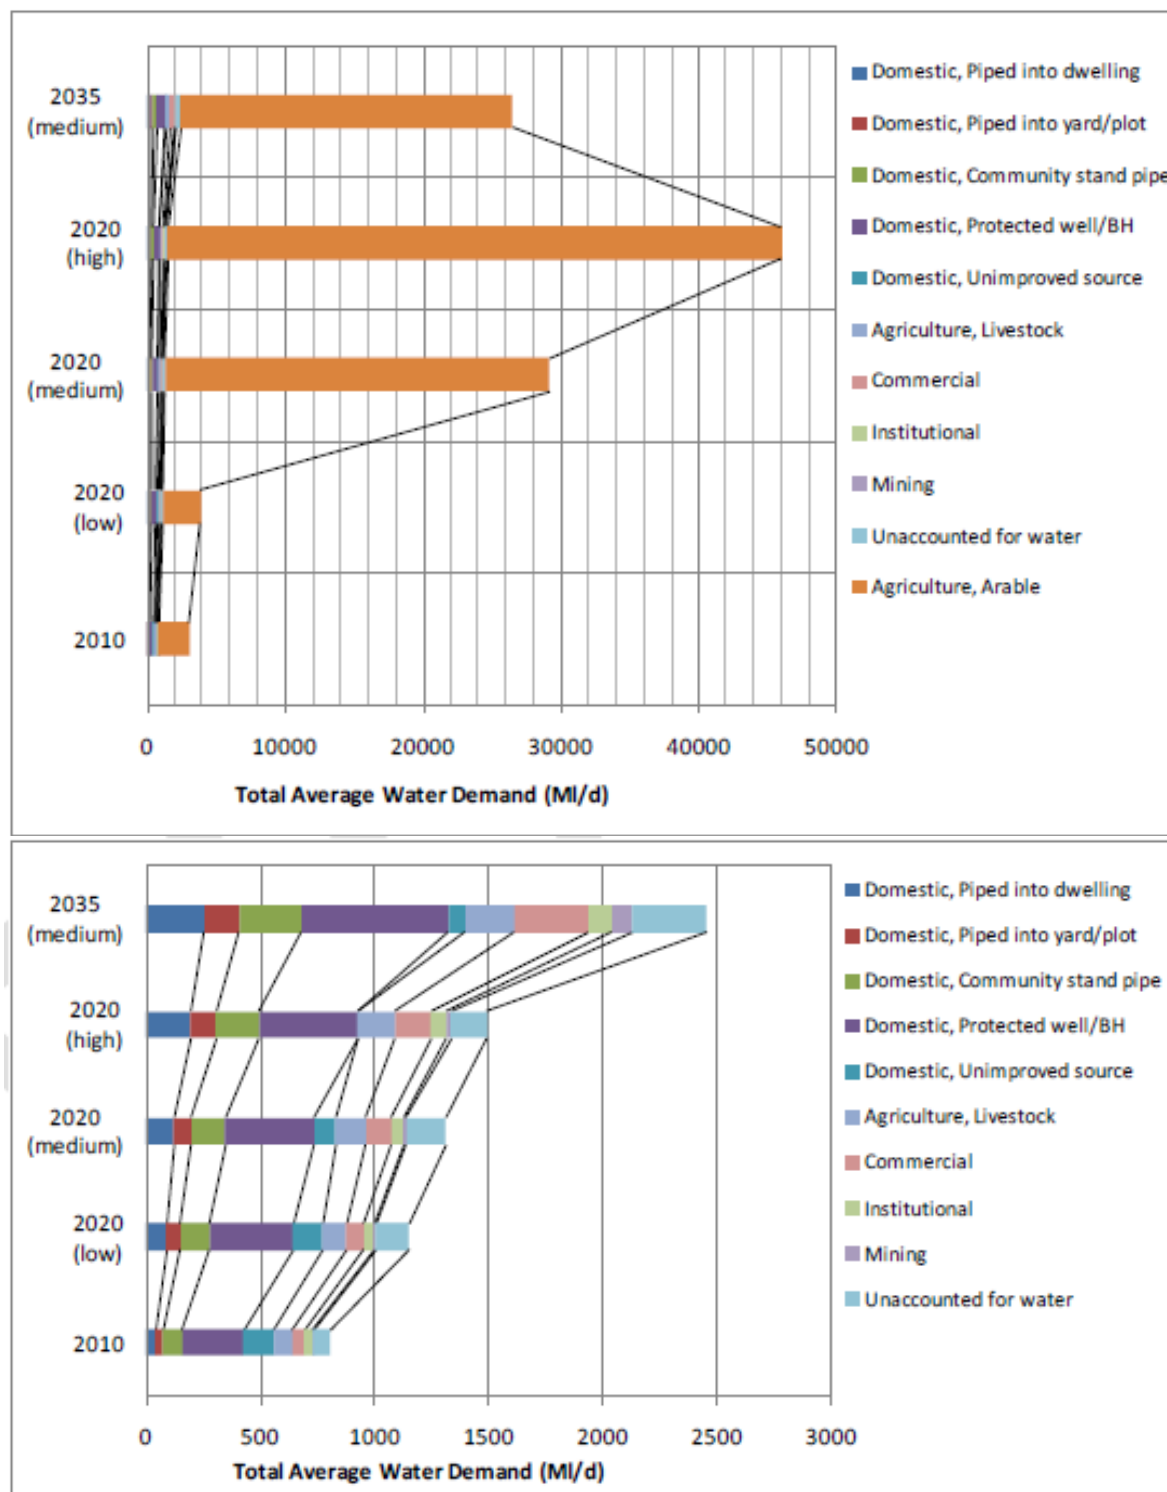 2035
(medium)
2020
(high)
2020
(medium)
2020
(low)
2010
0
10000
20000
30000
40000
50000
Total Average Water Demand (Ml/d)
Domestic, Piped into dwelling
Domestic, Piped into yard/plot
Domestic, Community stand pipe
Domestic, Protected well/BH
Domestic, Unimproved source
Agriculture, Livestock
Commercial
Institutional
Mining
Unaccounted for water
Agriculture, Arable
2035
(medium)
2020
(high)
2020
(medium)
2020
(low)
2010
0
500
1000
1500
2000
2500
3000
Total Average Water Demand (Ml/d)
Domestic, Piped into dwelling
Domestic, Piped into yard/plot
Domestic, Community stand pipe
Domestic, Protected well/BH
Domestic, Unimproved source
Agriculture, Livestock
Commercial
Institutional
Mining
Unaccounted for water